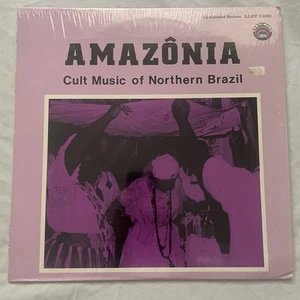 AMAZÔNIA
Cult Music of Northern Brazil